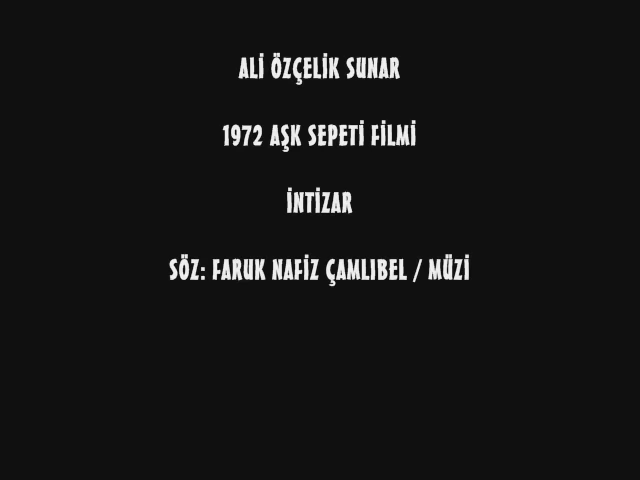 ALİ ÖZÇELİK SUNAR
1972 AŞK SEPETİ FİLMİ
İNTİZAR
SÖZ: FARUK NAFİZ ÇAMLIBEL / MÜZİ